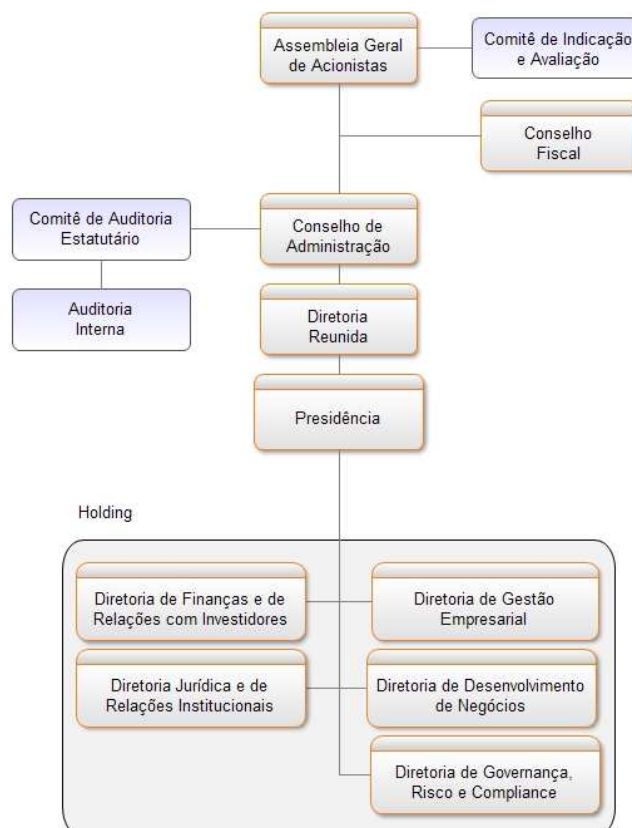 Assembleia Geral
de Acionistas
Comitê de Indicação
e Avaliação
Conselho
Fiscal
Comitê de Auditoria
Estatutário
Conselho de
Administração
Auditoria
Interna
Diretoria
Reunida
Presidência
Holding
Diretoria de Finanças e de
Relações com Investidores
Diretoria de Gestão
Empresarial
Diretoria Jurídica e de
Relações Institucionais
Diretoria de Desenvolvimento
de Negócios
Diretoria de Governança,
Risco e Compliance